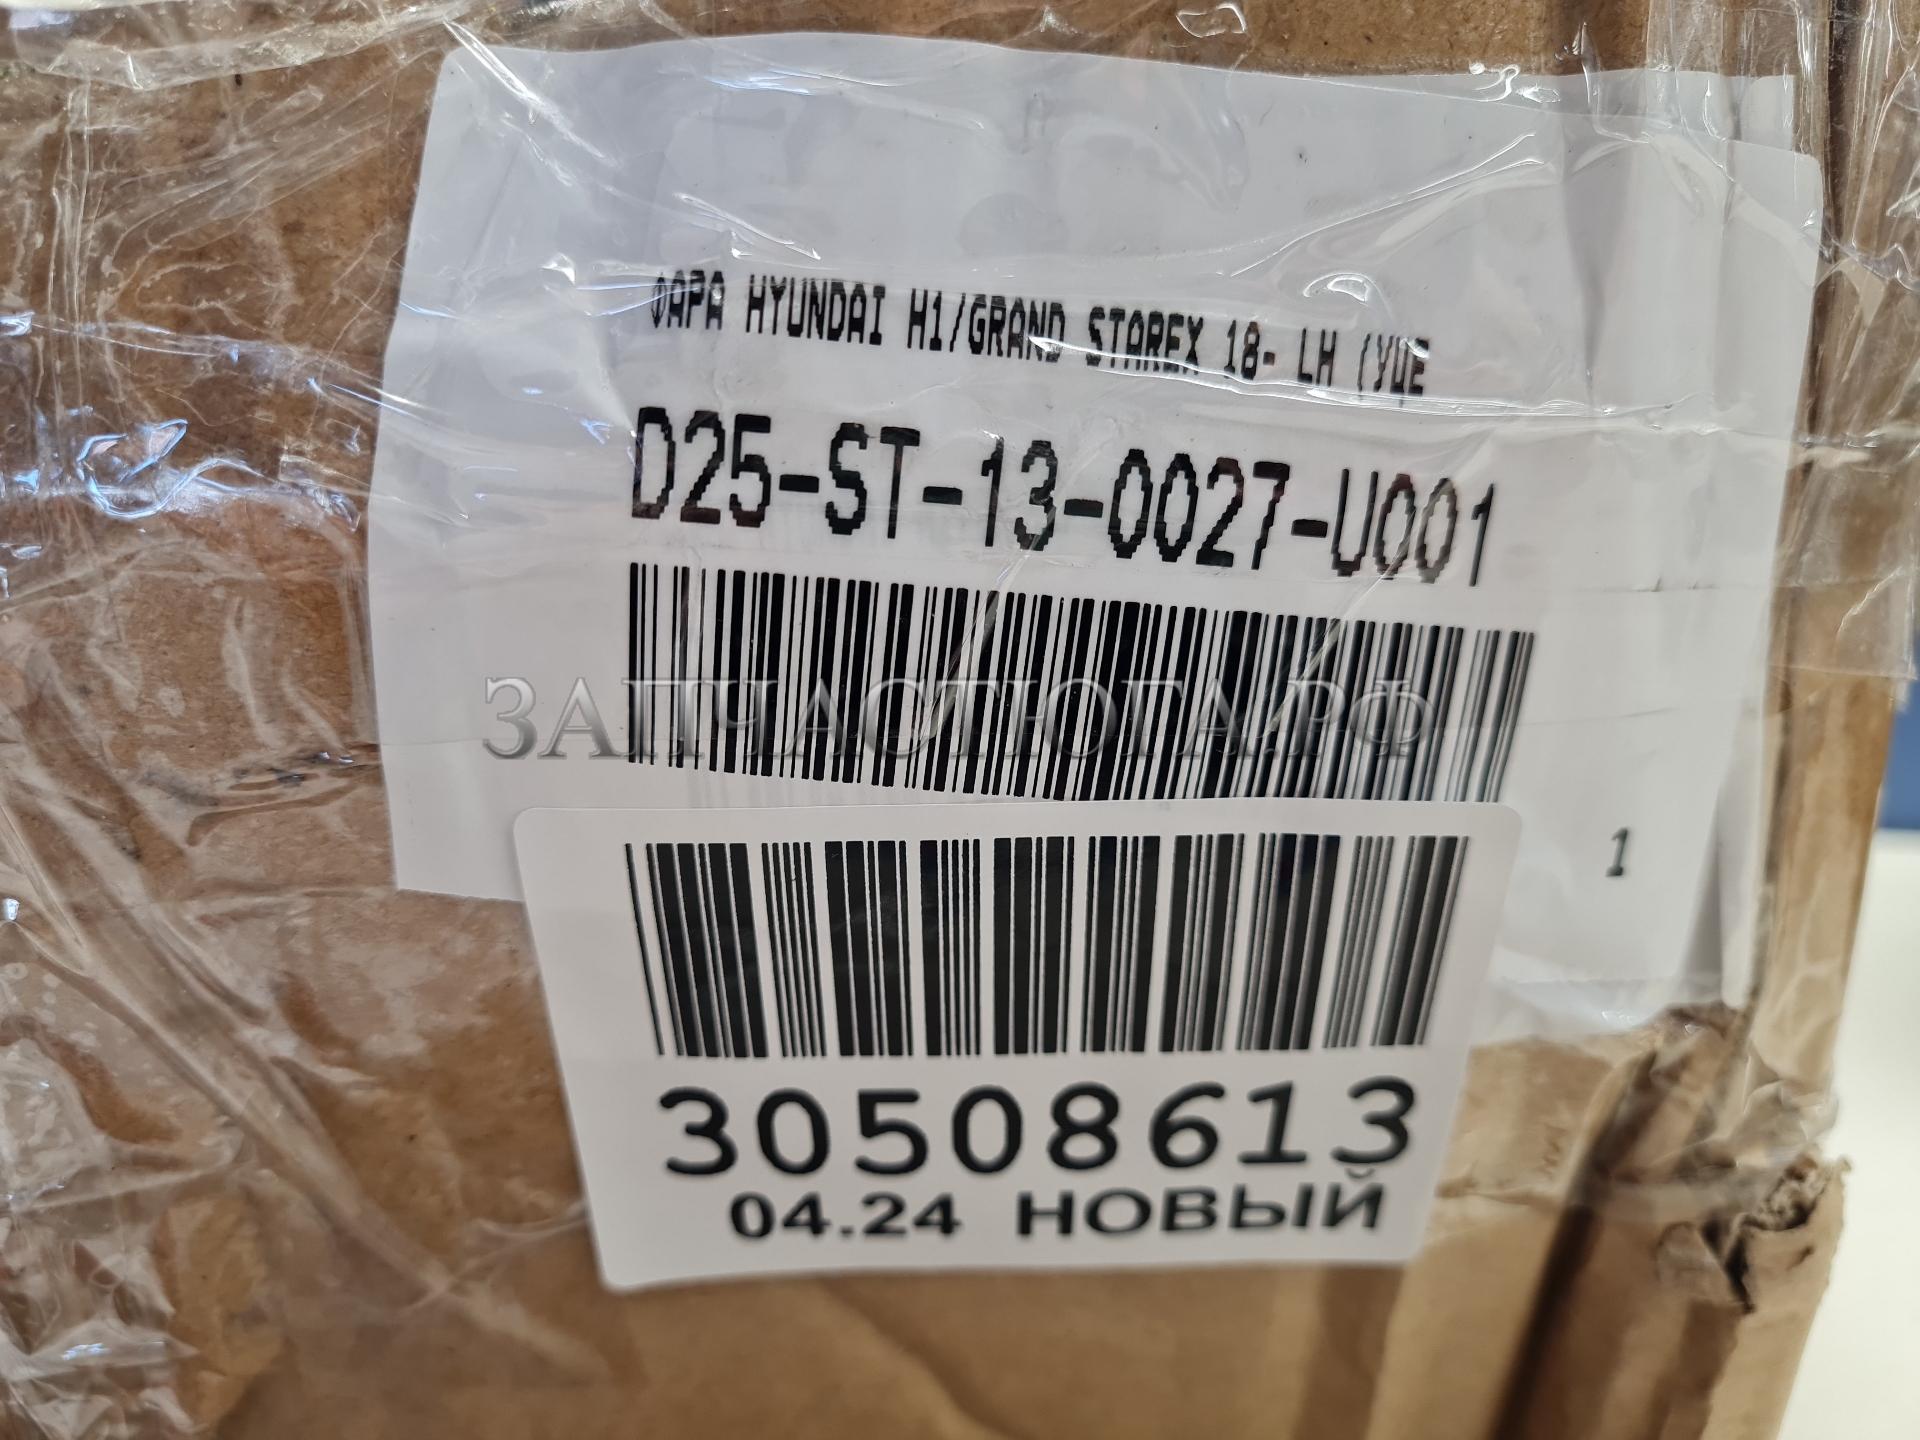 ФАРА HYUNDAI H1/GRAND STAREX 18- LH (УЦЕ
D25-ST-13-0027-U001
ЗАПЧАСТЮГА.РФ
1
30508613
04.24 НОВЫЙ